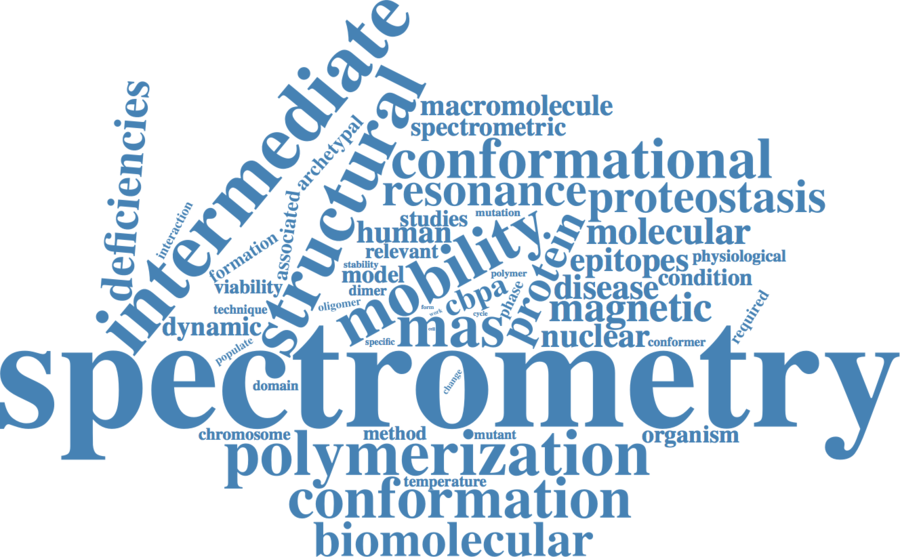 intermediate
deficiencies
structural
macromolecule
archetypal
spectrometric
conformational
resonance
proteostasis
associated
interaction
studies
mutation
human
molecular
formation
relevant
mobility
protein
epitopes
physiological
stability
model
polymer
condition
viability
dimer
cbpa
phase
disease
technique
oligomer
form
work
cycle
magnetic
required
dynamic
mas
nuclear
specific
conformer
populate
spectrometry
domain
change
chromosome
method
mutant
organism
polymerization
temperature
conformation
biomolecular